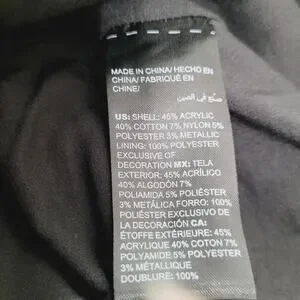 MADE IN CHINA/ HECHO EN
CHINA/ FABRIQUÉ EN
CHINE/
صنع في الصين
US: SHELL: 45% ACRYLIC
40% COTTON 7% NYLON 5%
POLYESTER 3% METALLIC
LINING: 100% POLYESTER
EXCLUSIVE OF
DECORATION MX: TELA
EXTERIOR: 45% ACRÍLICO
40% ALGODÓN 7%
POLIAMIDA 5% POLIÉSTER
3% METÁLICA FORRO: 100%
POLIÉSTER EXCLUSIVO DE
LA DECORACIÓN CA:
ÉTOFFE EXTÉRIEURE: 45%
ACRYLIQUE 40% COTON 7%
POLYAMIDE 5% POLYESTER
3% MÉTALLIQUE
DOUBLURE: 100%